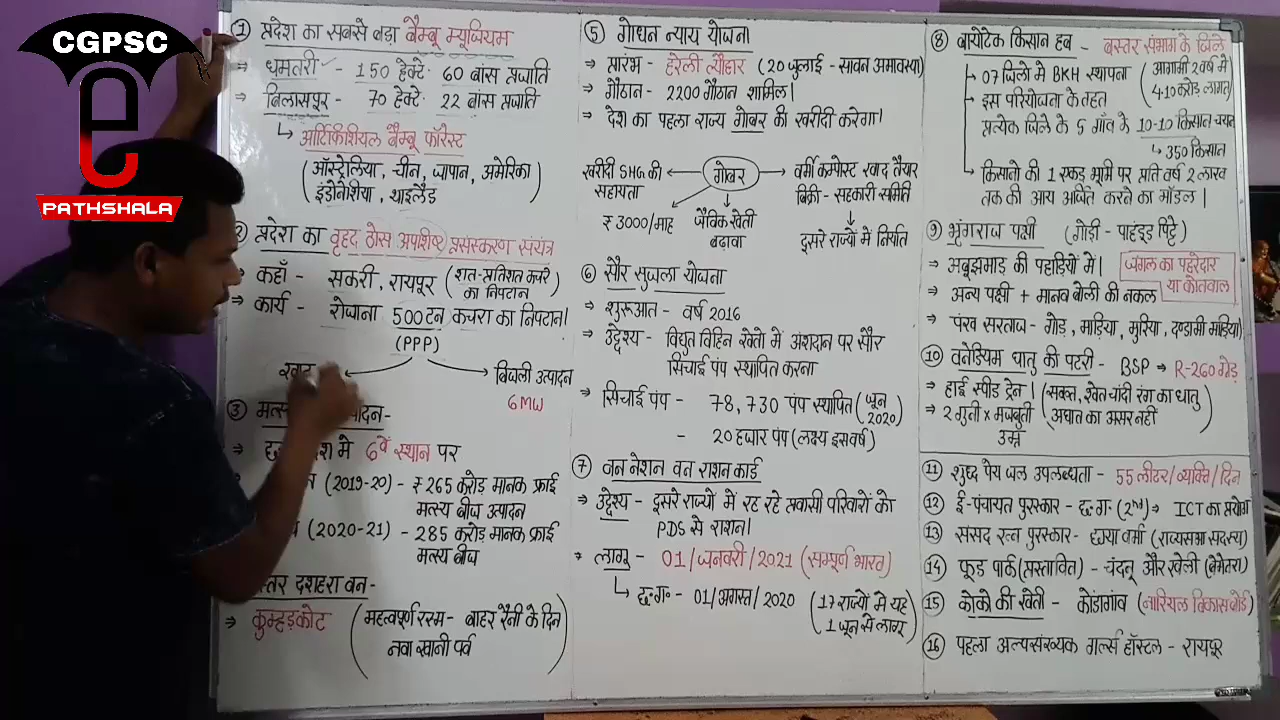 CGPSC
PATHSHALA
① प्रदेश का सबसे बड़ा बैम्बू म्यूजियम
⇒ धमतरी - 150 हेक्टे. 60 बांस प्रजाति
⇒ बिलासपुर - 70 हेक्टे. 22 बांस प्रजाति
↳ आर्टिफिशियल बैम्बू फॉरेस्ट
(ऑस्ट्रेलिया, चीन, जापान, अमेरिका
इंडोनेशिया, थाइलैंड)
② प्रदेश का वृहद ठोस अपशिष्ट प्रसंस्करण संयंत्र
⇒ कहाँ - सकरी, रायपुर (शत-प्रतिशत कचरे
का निपटान)
⇒ कार्य - रोजाना 500 टन कचरा का निपटान।
(PPP)
खाद
बिजली उत्पादन
6 MW
③
⇒ में 6वें स्थान पर
(2019-20) - ₹265 करोड़ मानक फ्राई
मत्स्य बीज उत्पादन
(2020-21) - 285 करोड़ मानक फ्राई
मत्स्य बीज
स्तर दशहरा वन-
⇒ कुम्हड़कोट (महत्वपूर्ण रस्म - बाहर रैनी के दिन
नवा खानी पर्व)
⑤ गोधन न्याय योजना
⇒ प्रारंभ - हरेली त्यौहार (20 जुलाई - सावन अमावस्या)
⇒ गौठान - 2200 गौठान शामिल।
⇒ देश का पहला राज्य गोबर की खरीदी करेगा।
गोबर
खरीदी SHG की
सहायता
₹3000/माह
जैविक खेती
बढ़ावा
वर्मी कम्पोस्ट खाद तैयार
बिक्री - सहकारी समिति
दूसरे राज्यों में निर्यात
⑥ सौर सुजला योजना
⇒ शुरूआत - वर्ष 2016
⇒ उद्देश्य - विद्युत विहिन खेतो में अंशदान पर सौर
सिंचाई पंप स्थापित करना
⇒ सिंचाई पंप - 78,730 पंप स्थापित (जून
2020)
- 20 हजार पंप (लक्ष्य इस वर्ष)
⑦ वन नेशन वन राशन कार्ड
⇒ उद्देश्य - दूसरे राज्यों में रह रहे प्रवासी परिवारों को
PDS से राशन।
⇒ लागू - 01/जनवरी/2021 (सम्पूर्ण भारत)
↳ छ.ग. - 01/अगस्त/2020 (17 राज्यों में यह
1 जून से लागू)
⑧ बायोटेक किसान हब - बस्तर संभाग के जिले
07 जिलो में BKH स्थापना (आगामी 2 वर्ष में
4.10 करोड़ लागत)
इस परियोजना के तहत
प्रत्येक जिले के 5 गाँव के 10-10 किसान चयन
↳ 350 किसान
किसानो की 1 एकड़ भूमि पर प्रति वर्ष 2 लाख
तक की आय अर्जित करने का मॉडल।
⑨ भृंगराज पक्षी (गोंडी - पाहंड़ पिट्टे)
⇒ अबूझमाड़ की पहाड़ियों में।
जंगल का पहरेदार
या कोतवाल
⇒ अन्य पक्षी + मानव बोली की नकल
⇒ पंख सरताज - गोंड़, माड़िया, मुरिया, दण्डामी माड़िया
⑩ वनेडियम धातु की पटरी - BSP → R-260 ग्रेड
⇒ हाई स्पीड ट्रेन। (सक्त, श्वेत चांदी रंग का धातु
⇒ 2 गुनी x मजबुती अघात का असर नहीं)
उम्र
⑪ शुद्ध पेय जल उपलब्धता - 55 लीटर/व्यक्ति/दिन
⑫ ई-पंचायत पुरस्कार - छ.ग. (2nd) → ICT का प्रयोग
⑬ संसद रत्न पुरस्कार - छाया वर्मा (राज्यसभा सदस्य)
⑭ फूड पार्क (प्रस्तावित) - चंदनू और रवेली (बेमेतरा)
⑮ कोको की खेती - कोंडागांव (नारियल विकास बोर्ड)
⑯ पहला अल्पसंख्यक गर्ल्स हॉस्टल - रायपुर